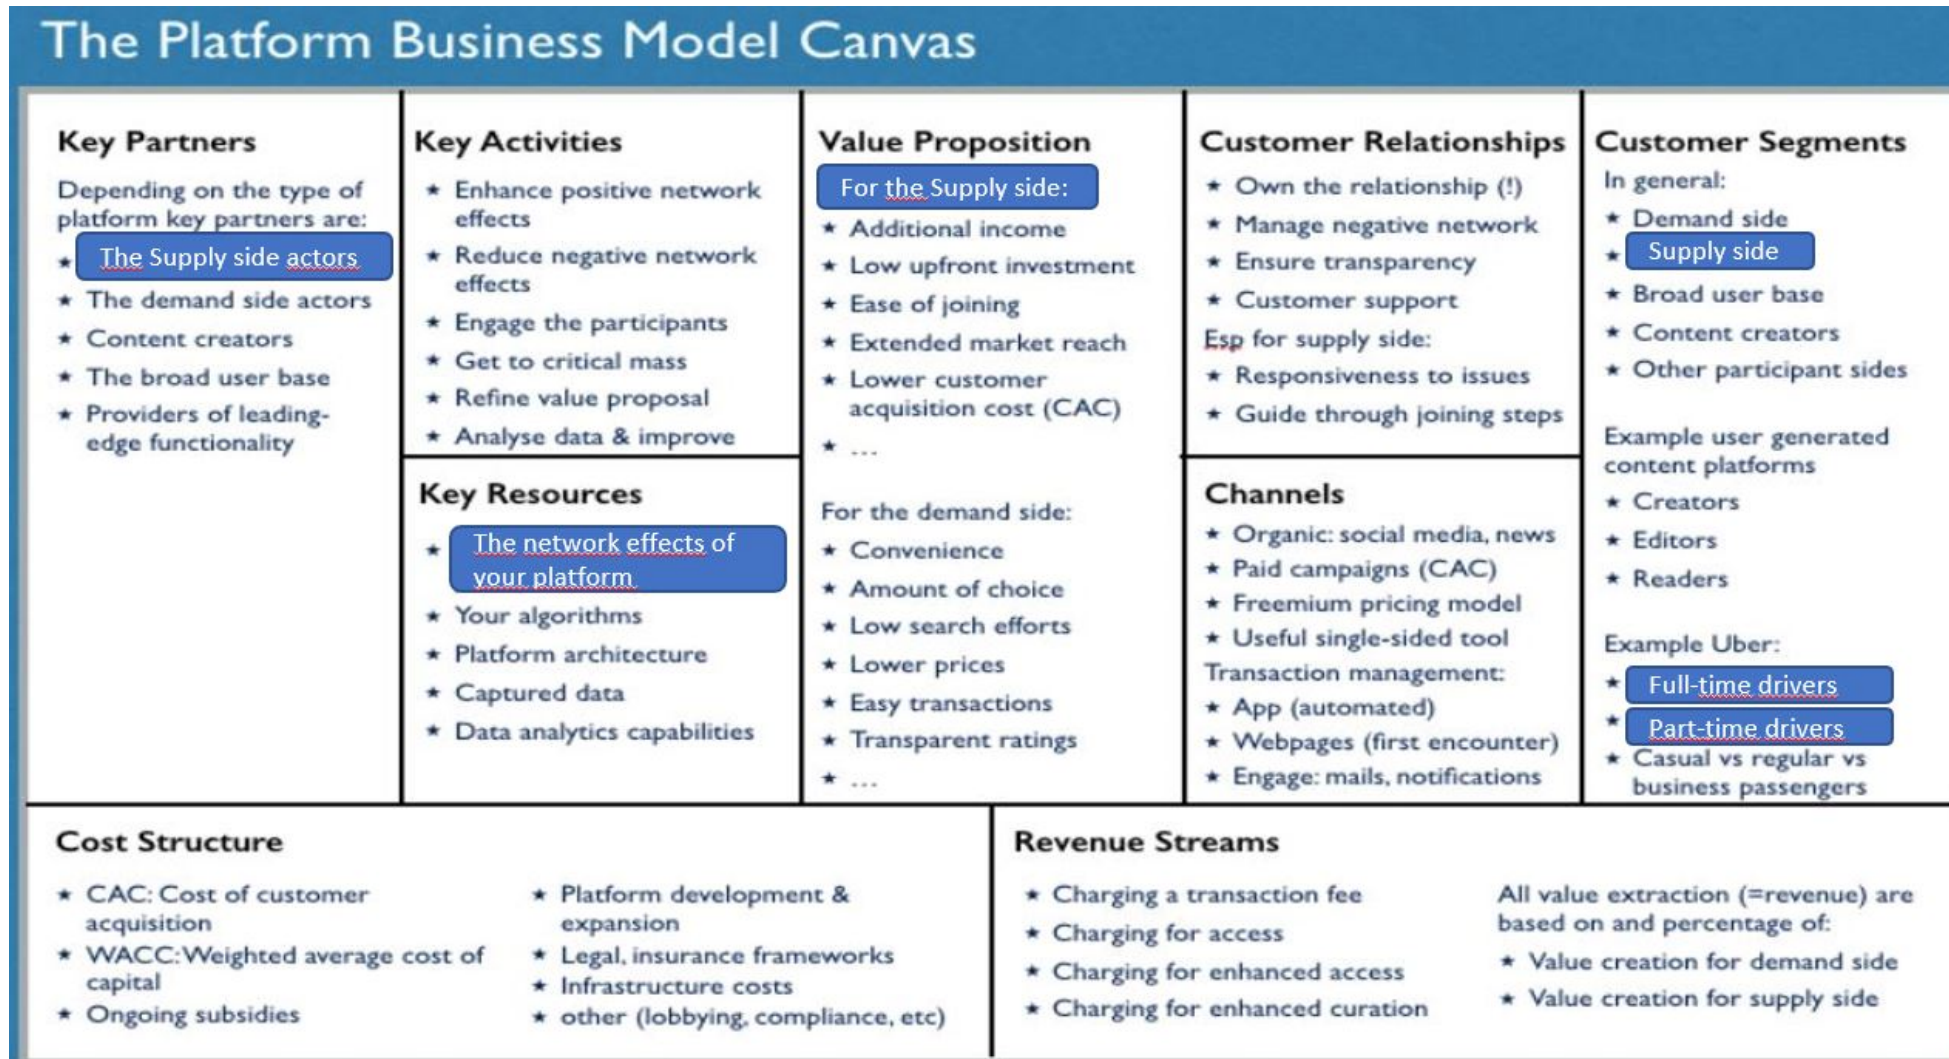 The Platform Business Model Canvas
Key Partners
Depending on the type of
platform key partners are:
★ The Supply side actors
★ The demand side actors
★ Content creators
★ The broad user base
★ Providers of leading-
edge functionality
Key Activities
★ Enhance positive network
effects
★ Reduce negative network
effects
★ Engage the participants
★ Get to critical mass
★ Refine value proposal
★ Analyse data & improve
Key Resources
★ The network effects of
your platform
★ Your algorithms
★ Platform architecture
★ Captured data
★ Data analytics capabilities
Value Proposition
For the Supply side:
★ Additional income
★ Low upfront investment
★ Ease of joining
★ Extended market reach
★ Lower customer
acquisition cost (CAC)
★ ...
For the demand side:
★ Convenience
★ Amount of choice
★ Low search efforts
★ Lower prices
★ Easy transactions
★ Transparent ratings
★ ...
Customer Relationships
★ Own the relationship (!)
★ Manage negative network
★ Ensure transparency
★ Customer support
Esp for supply side:
★ Responsiveness to issues
★ Guide through joining steps
Channels
★ Organic: social media, news
★ Paid campaigns (CAC)
★ Freemium pricing model
★ Useful single-sided tool
Transaction management:
★ App (automated)
★ Webpages (first encounter)
★ Engage: mails, notifications
Customer Segments
In general:
★ Demand side
★ Supply side
★ Broad user base
★ Content creators
★ Other participant sides
Example user generated
content platforms
★ Creators
★ Editors
★ Readers
Example Uber:
★ Full-time drivers
★ Part-time drivers
★ Casual vs regular vs
business passengers
Cost Structure
★ CAC: Cost of customer
acquisition
★ WACC: Weighted average cost of
capital
★ Ongoing subsidies
★ Platform development &
expansion
★ Legal, insurance frameworks
★ Infrastructure costs
★ other (lobbying, compliance, etc)
Revenue Streams
★ Charging a transaction fee
★ Charging for access
★ Charging for enhanced access
★ Charging for enhanced curation
All value extraction (=revenue) are
based on and percentage of:
★ Value creation for demand side
★ Value creation for supply side